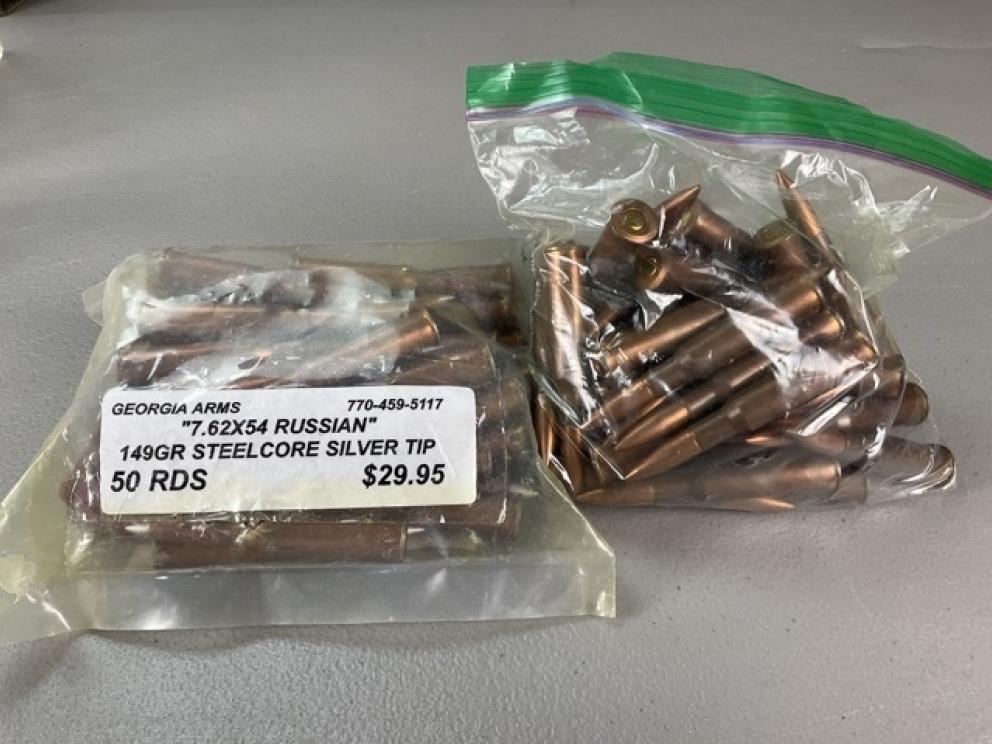 GEORGIA ARMS 770-459-5117
"7.62X54 RUSSIAN"
149GR STEELCORE SILVER TIP
50 RDS $29.95